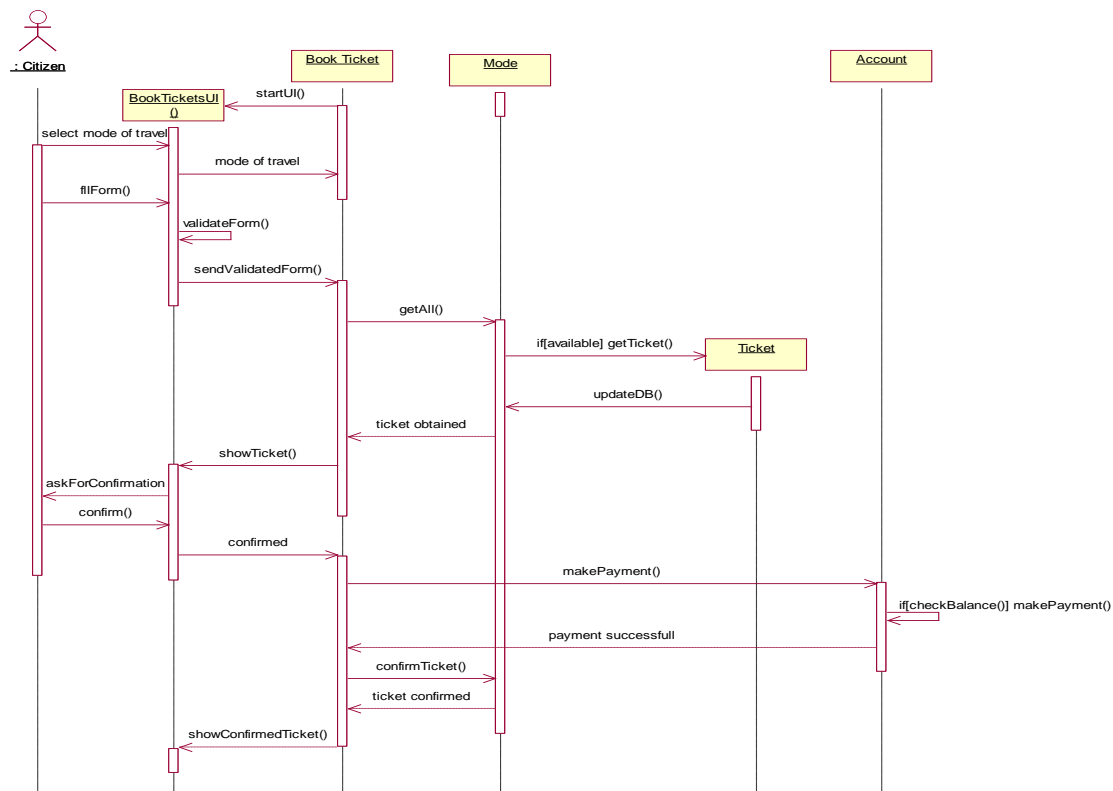 : Citizen
Book Ticket
Mode
Account
BookTicketsUI
()
startUI()
select mode of travel
mode of travel
fllForm()
validateForm()
sendValidatedForm()
getAll()
if[available] getTicket()
Ticket
updateDB()
ticket obtained
showTicket()
askForConfirmation
confirm()
confirmed
makePayment()
if[checkBalance()] makePayment()
payment successfull
confirmTicket()
ticket confirmed
showConfirmedTicket()